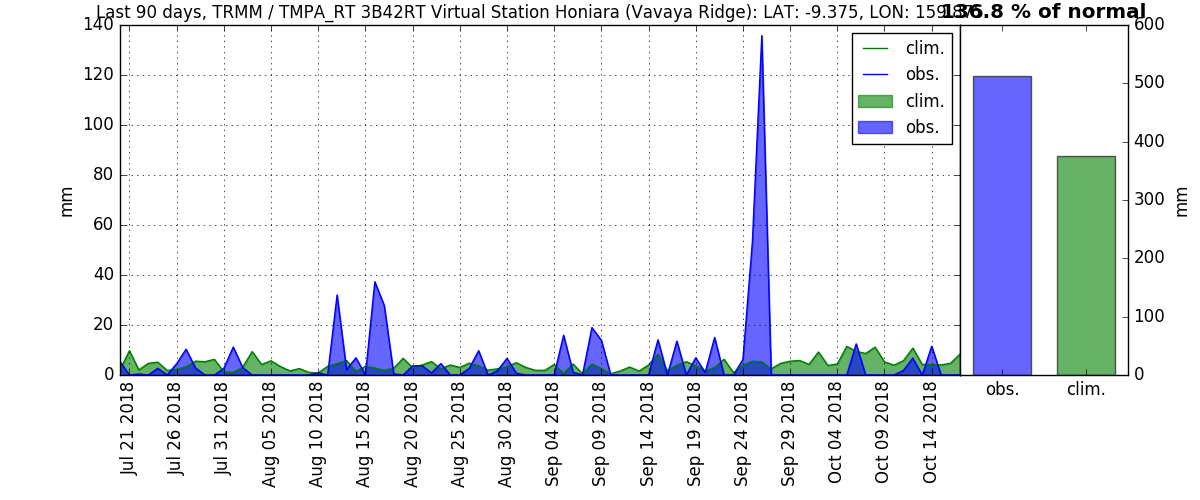 Last 90 days, TRMM / TMPA_RT 3B42RT Virtual Station Honiara (Vavaya Ridge): LAT: -9.375, LON:
136.8 % of normal
140
120
100
80
60
40
20
0
mm
clim.
obs.
clim.
obs.
600
500
400
300
200
100
0
mm
obs. clim.
Jul 21 2018
Jul 26 2018
Jul 31 2018
Aug 05 2018
Aug 10 2018
Aug 15 2018
Aug 20 2018
Aug 25 2018
Aug 30 2018
Sep 04 2018
Sep 09 2018
Sep 14 2018
Sep 19 2018
Sep 24 2018
Sep 29 2018
Oct 04 2018
Oct 09 2018
Oct 14 2018